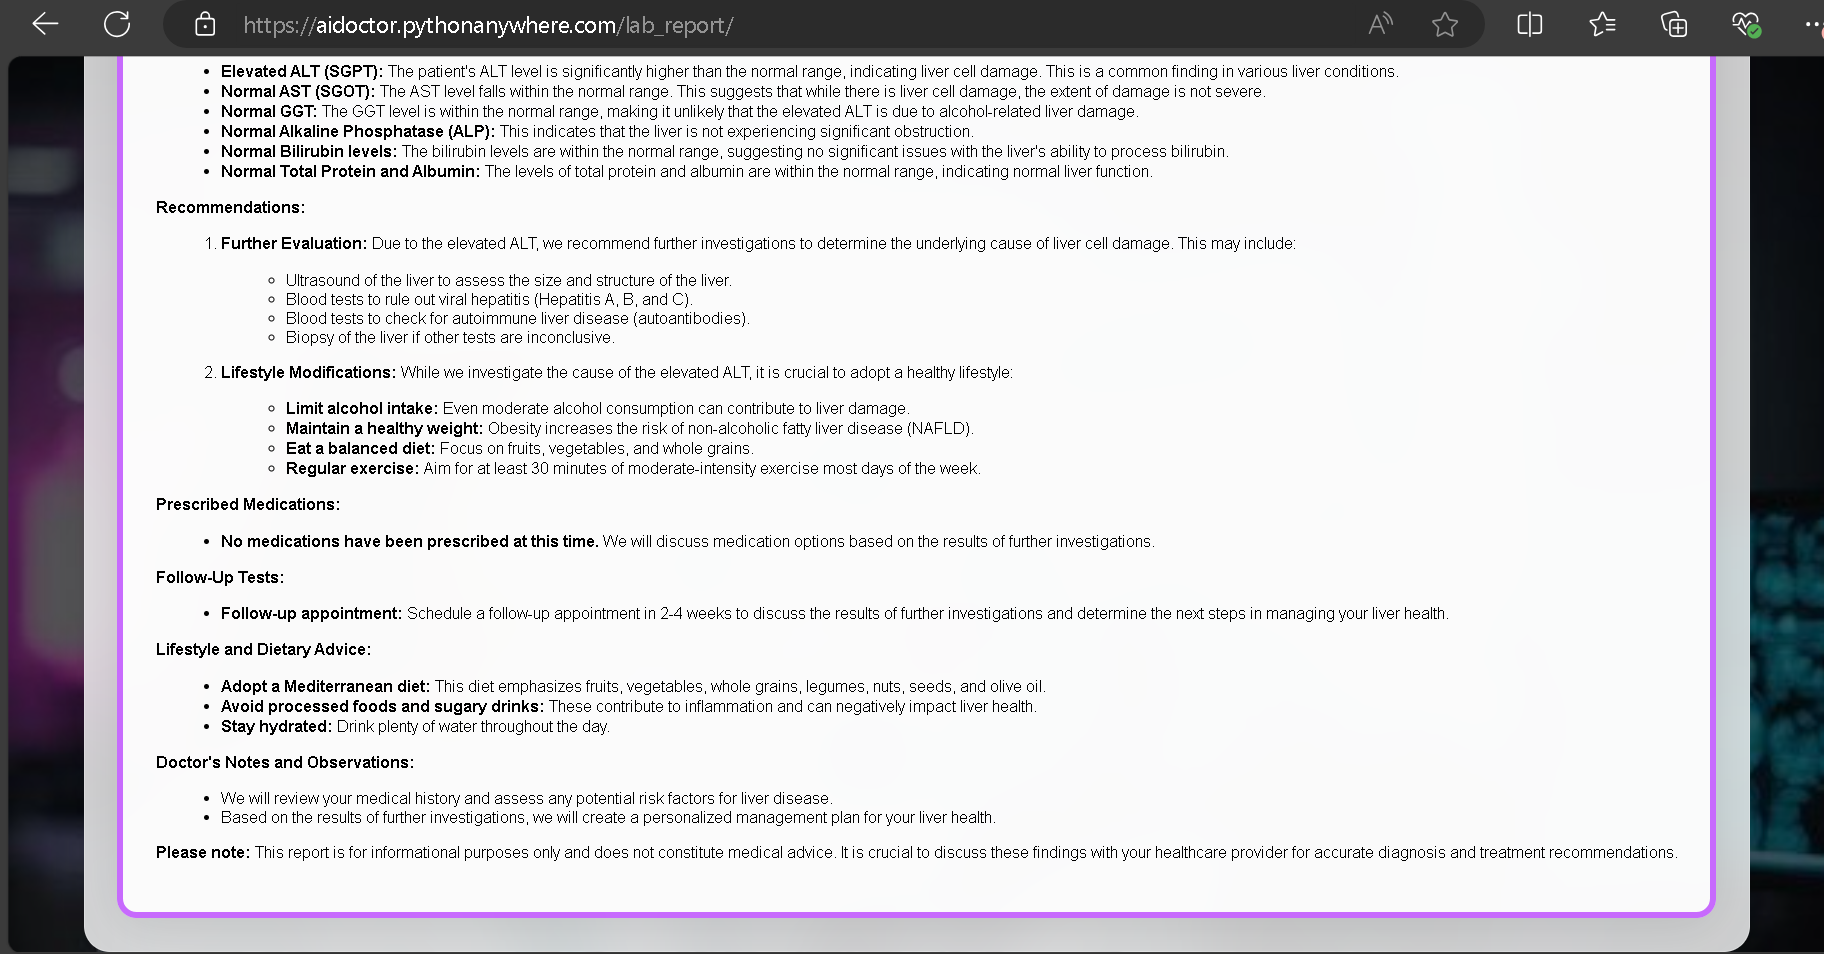 https://aidoctor.pythonanywhere.com/lab_report/
Elevated ALT (SGPT): The patient's ALT level is significantly higher than the normal range, indicating liver cell damage. This is a common finding in various liver conditions.
Normal AST (SGOT): The AST level falls within the normal range. This suggests that while there is liver cell damage, the extent of damage is not severe.
Normal GGT: The GGT level is within the normal range, making it unlikely that the elevated ALT is due to alcohol-related liver damage.
Normal Alkaline Phosphatase (ALP): This indicates that the liver is not experiencing significant obstruction.
Normal Bilirubin levels: The bilirubin levels are within the normal range, suggesting no significant issues with the liver's ability to process bilirubin.
Normal Total Protein and Albumin: The levels of total protein and albumin are within the normal range, indicating normal liver function.
Recommendations:
1. Further Evaluation: Due to the elevated ALT, we recommend further investigations to determine the underlying cause of liver cell damage. This may include:
Ultrasound of the liver to assess the size and structure of the liver.
Blood tests to rule out viral hepatitis (Hepatitis A, B, and C).
Blood tests to check for autoimmune liver disease (autoantibodies).
Biopsy of the liver if other tests are inconclusive.
2. Lifestyle Modifications: While we investigate the cause of the elevated ALT, it is crucial to adopt a healthy lifestyle:
Limit alcohol intake: Even moderate alcohol consumption can contribute to liver damage.
Maintain a healthy weight: Obesity increases the risk of non-alcoholic fatty liver disease (NAFLD).
Eat a balanced diet: Focus on fruits, vegetables, and whole grains.
Regular exercise: Aim for at least 30 minutes of moderate-intensity exercise most days of the week.
Prescribed Medications:
No medications have been prescribed at this time. We will discuss medication options based on the results of further investigations.
Follow-Up Tests:
Follow-up appointment: Schedule a follow-up appointment in 2-4 weeks to discuss the results of further investigations and determine the next steps in managing your liver health.
Lifestyle and Dietary Advice:
Adopt a Mediterranean diet: This diet emphasizes fruits, vegetables, whole grains, legumes, nuts, seeds, and olive oil.
Avoid processed foods and sugary drinks: These contribute to inflammation and can negatively impact liver health.
Stay hydrated: Drink plenty of water throughout the day.
Doctor's Notes and Observations:
We will review your medical history and assess any potential risk factors for liver disease.
Based on the results of further investigations, we will create a personalized management plan for your liver health.
Please note: This report is for informational purposes only and does not constitute medical advice. It is crucial to discuss these findings with your healthcare provider for accurate diagnosis and treatment recommendations.